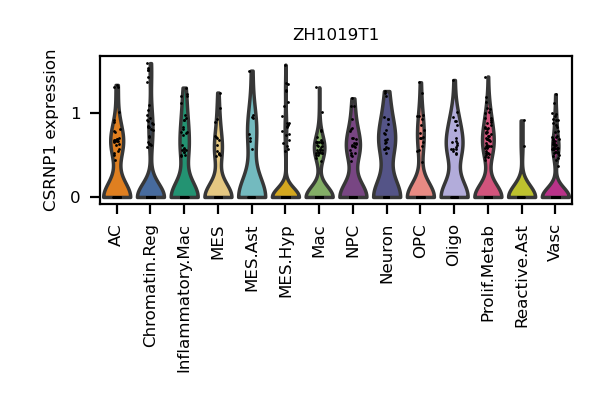 ZH1019T1
CSRNP1 expression
1
0
AC
Chromatin.Reg
Inflammatory.Mac
MES
MES.Ast
MES.Hyp
Mac
NPC
Neuron
OPC
Oligo
Prolif.Metab
Reactive.Ast
Vasc